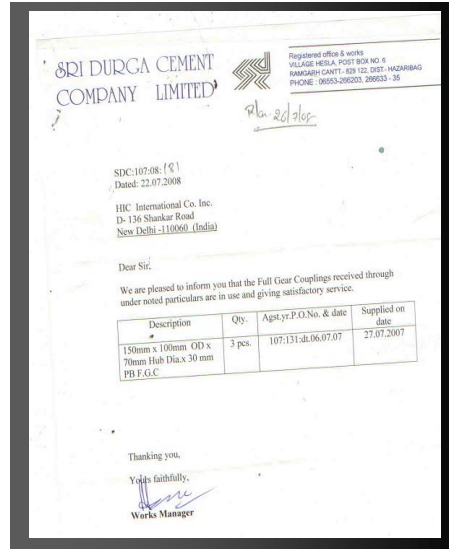 SRI DURGA CEMENT
COMPANY LIMITED
Registered office & works
VILLAGE HESLA, POST BOX NO. 6
RAMGARH CANTT.- 829 122, DIST.- HAZARIBAG
PHONE : 06553-266203, 266633 - 35
26/7/08
SDC:107:08:181
Dated: 22.07.2008
HIC International Co. Inc.
D- 136 Shankar Road
New Delhi -110060 (India)
Dear Sir,
We are pleased to inform you that the Full Gear Couplings received through
under noted particulars are in use and giving satisfactory service.
Description Qty. Agst.yr.P.O.No. & date Supplied on date
150mm x 100mm OD x 3 pcs. 107:131:dt.06.07.07 27.07.2007
70mm Hub Dia.x 30 mm
PB F.G.C
Thanking you,
Yours faithfully,
Works Manager